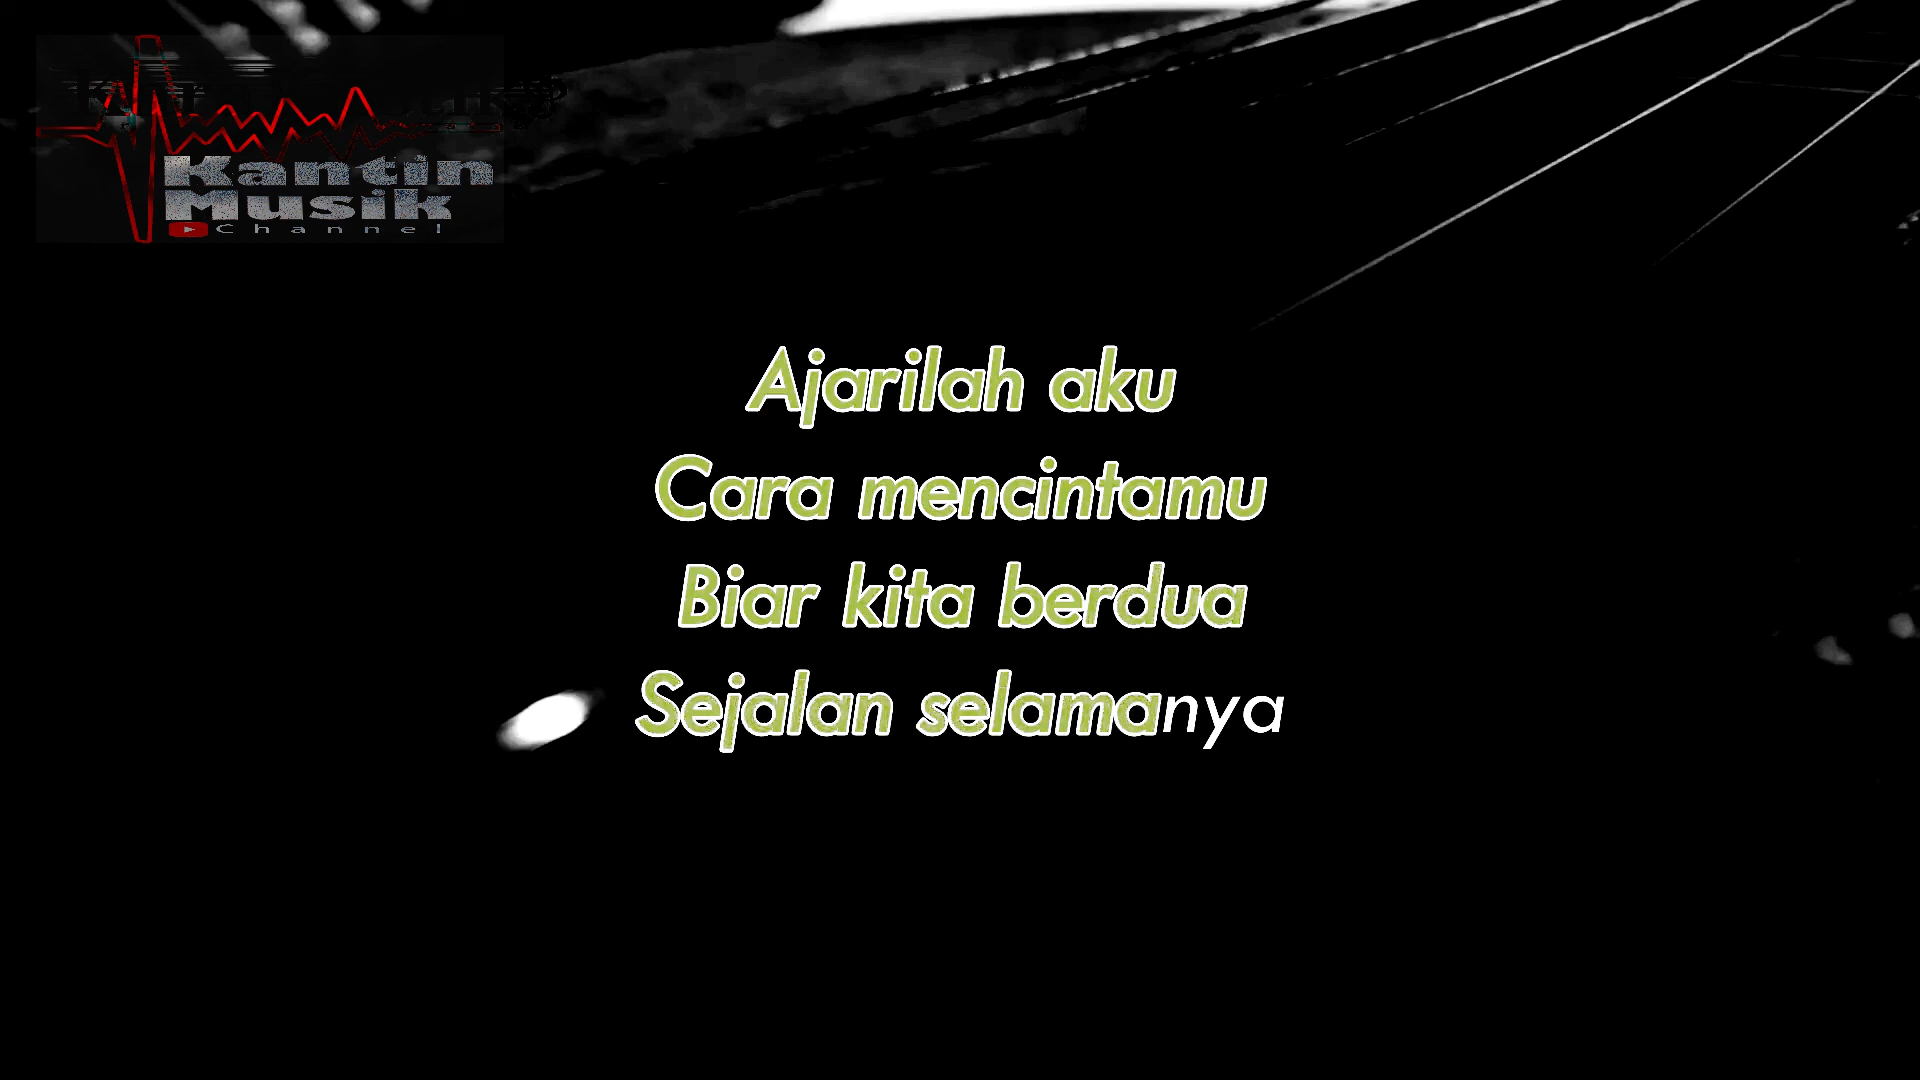 Kantin
Musik
Channel
Ajarilah aku
Cara mencintamu
Biar kita berdua
Sejalan selamanya